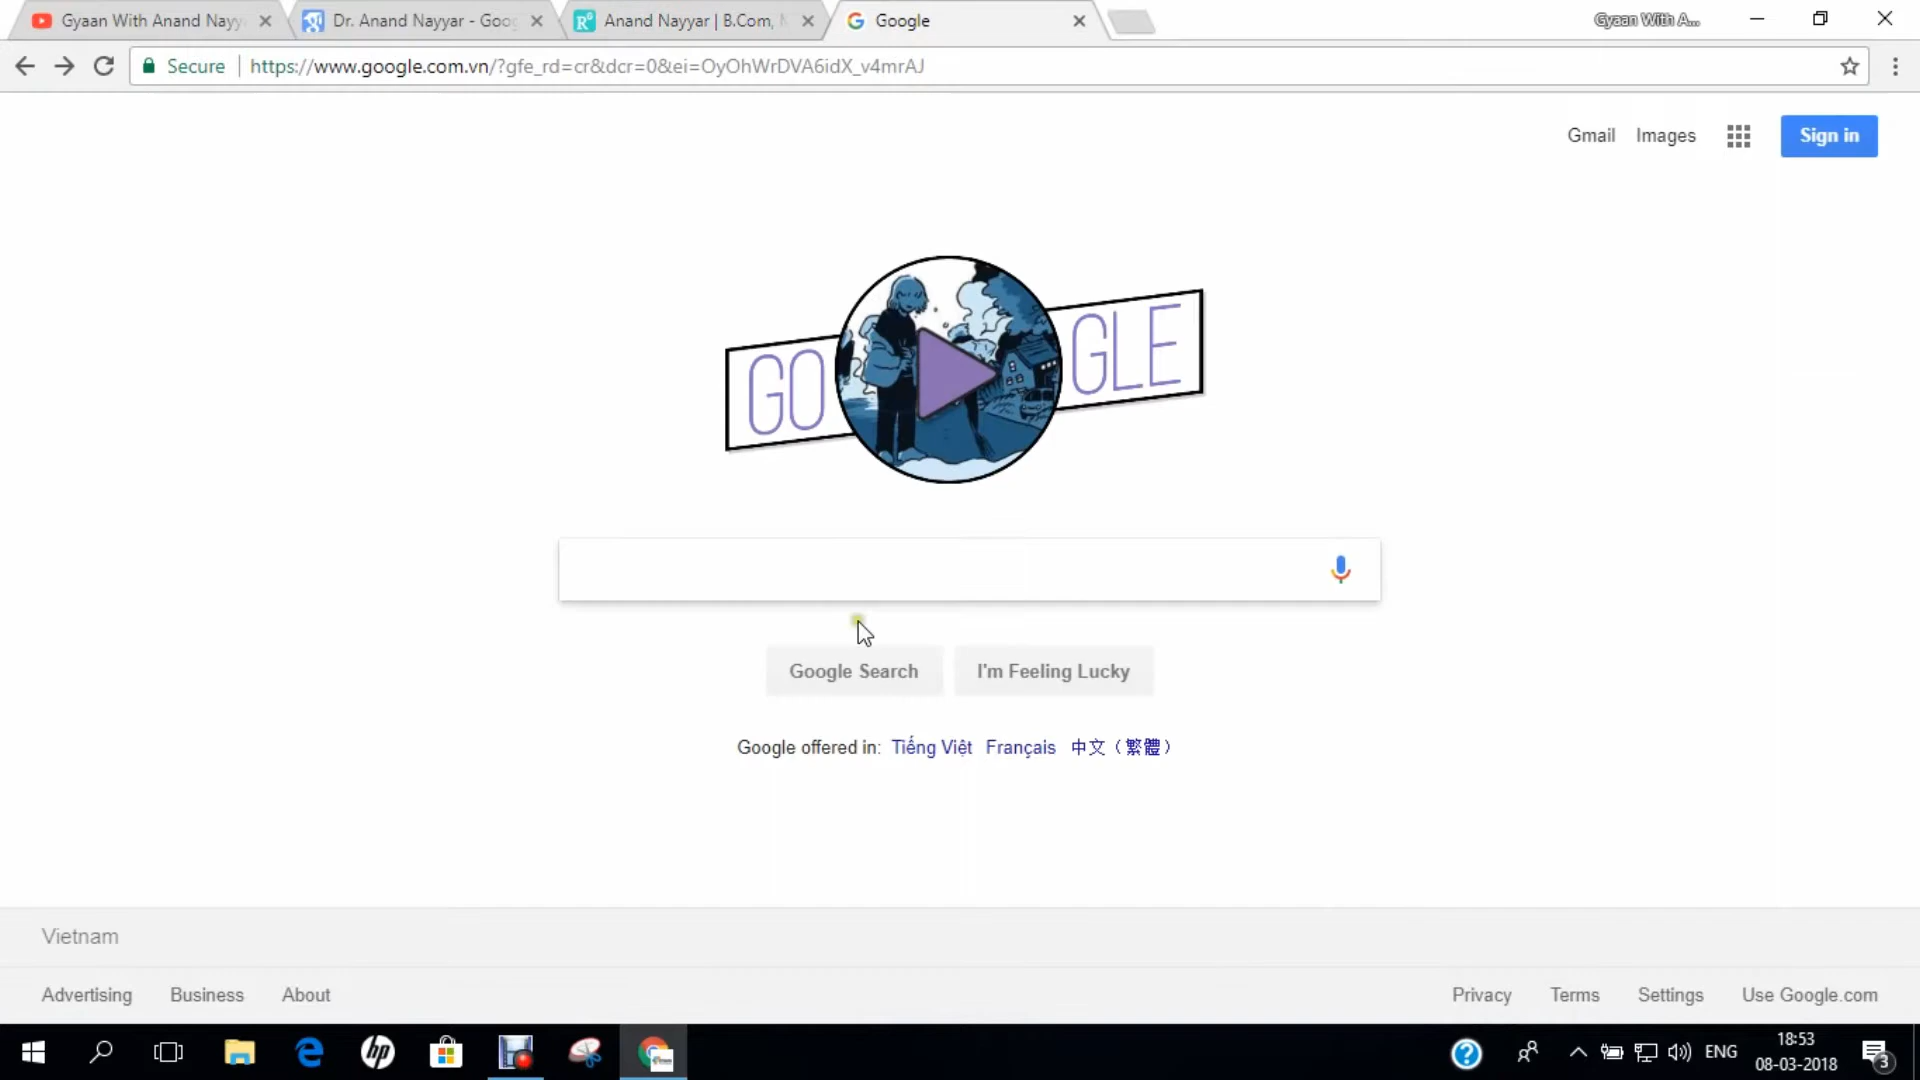 Gyaan With Anand Nayy
Dr. Anand Nayyar - Goo
Anand Nayyar | B.Com,
Google
Gyaan With A...
Secure
https://www.google.com.vn/?gfe_rd=cr&dcr=0&ei=OyOhWrDVA6idX_v4mrAJ
Gmail
Images
Sign in
GO GLE
Google Search
I'm Feeling Lucky
Google offered in: Tiếng Việt Français 中文（繁體）
Vietnam
Advertising
Business
About
Privacy
Terms
Settings
Use Google.com
hp
ENG
18:53
08-03-2018
3